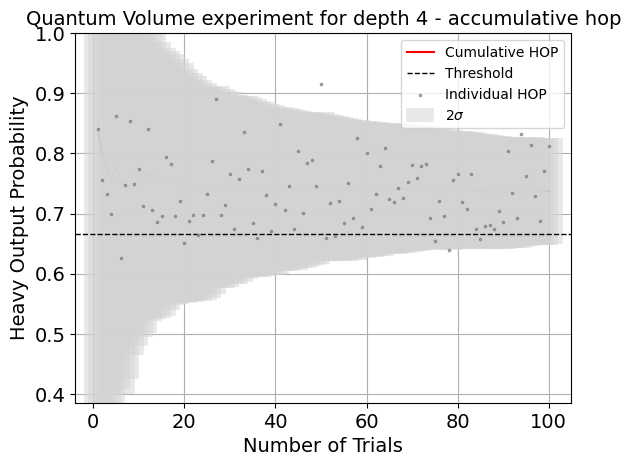 Quantum Volume experiment for depth 4 - accumulative hop
1.0
0.9
0.8
0.7
0.6
0.5
0.4
Heavy Output Probability
Cumulative HOP
Threshold
Individual HOP
2σ
0 20 40 60 80 100
Number of Trials